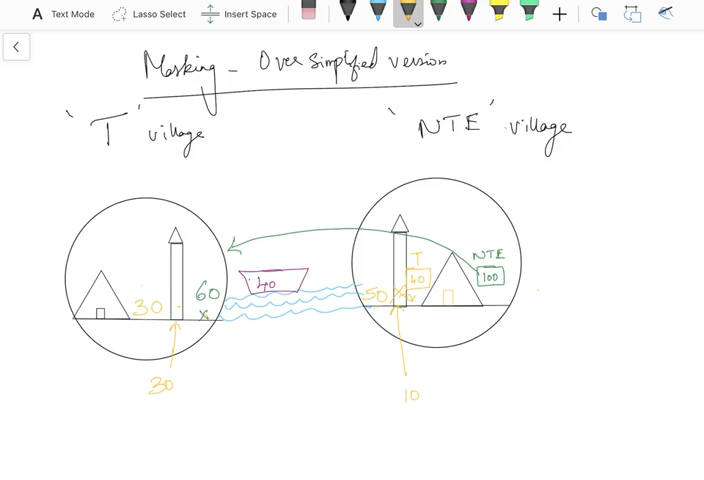 A Text Mode Lasso Select Insert Space
Masking - Over simplified version
'T' village
'NTE' village
30
60
x
40
50
x
T
40
NTE
100
30
10